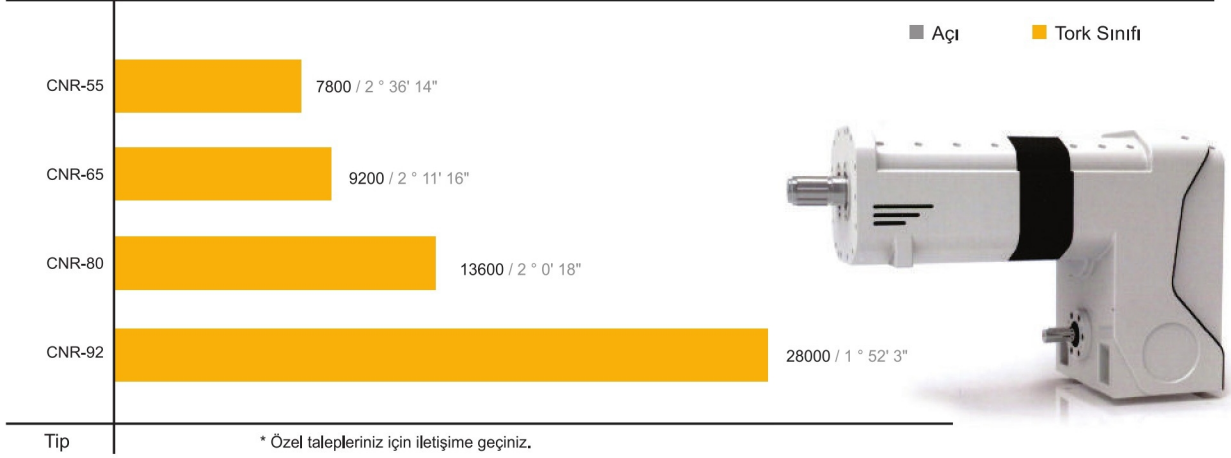 Açı Tork Sınıfı
CNR-55 7800 / 2 ° 36' 14"
CNR-65 9200 / 2 ° 11' 16"
CNR-80 13600 / 2 ° 0' 18"
CNR-92 28000 / 1 ° 52' 3"
Tip * Özel talepleriniz için iletişime geçiniz.